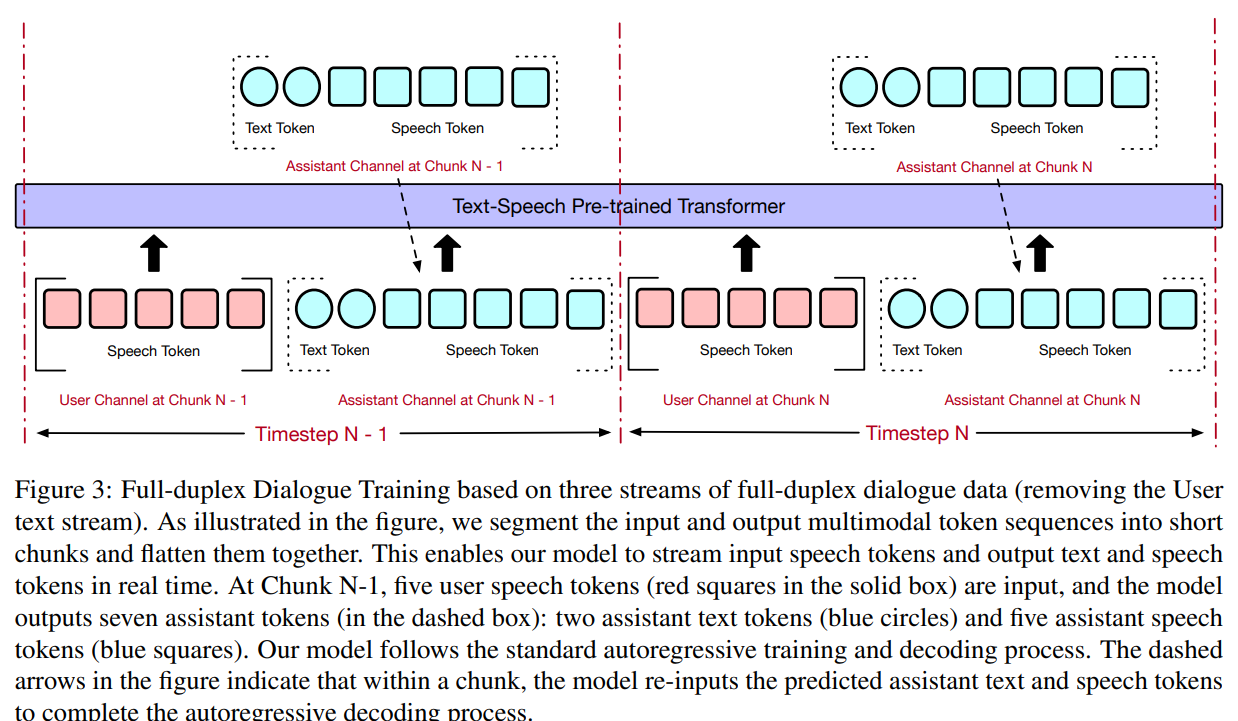 Text Token Speech Token Text Token Speech Token
Assistant Channel at Chunk N - 1 Assistant Channel at Chunk N
Text-Speech Pre-trained Transformer
Speech Token Text Token Speech Token Speech Token Text Token Speech Token
User Channel at Chunk N - 1 Assistant Channel at Chunk N - 1 User Channel at Chunk N Assistant Channel at Chunk N
Timestep N - 1 Timestep N
Figure 3: Full-duplex Dialogue Training based on three streams of full-duplex dialogue data (removing the User
text stream). As illustrated in the figure, we segment the input and output multimodal token sequences into short
chunks and flatten them together. This enables our model to stream input speech tokens and output text and speech
tokens in real time. At Chunk N-1, five user speech tokens (red squares in the solid box) are input, and the model
outputs seven assistant tokens (in the dashed box): two assistant text tokens (blue circles) and five assistant speech
tokens (blue squares). Our model follows the standard autoregressive training and decoding process. The dashed
arrows in the figure indicate that within a chunk, the model re-inputs the predicted assistant text and speech tokens
to complete the autoregressive decoding process.